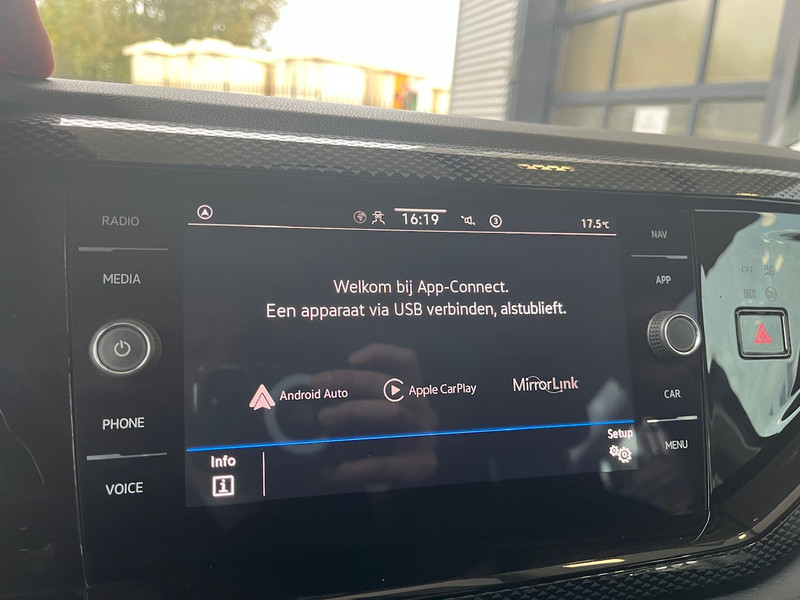 RADIO
MEDIA
PHONE
VOICE
16:19
3
17.5°C
Welkom bij App-Connect.
Een apparaat via USB verbinden, alstublieft.
Android Auto
Apple CarPlay
MirrorLink
Info
i
Setup
NAV
APP
CAR
MENU